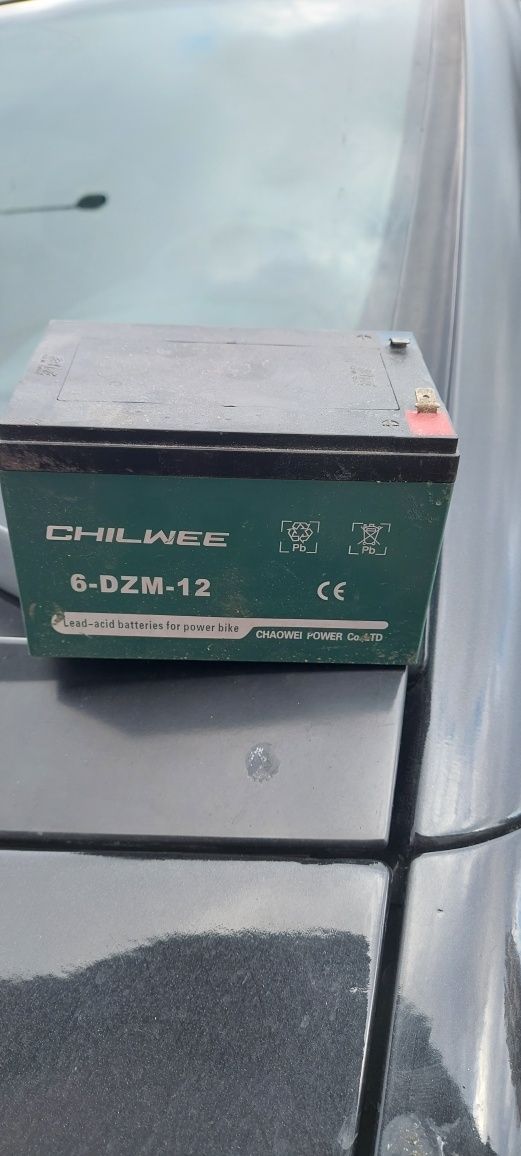 CHILWEE
Pb
Pb
6-DZM-12
CE
Lead-acid batteries for power bike
CHAOWEI POWER Co.,LTD